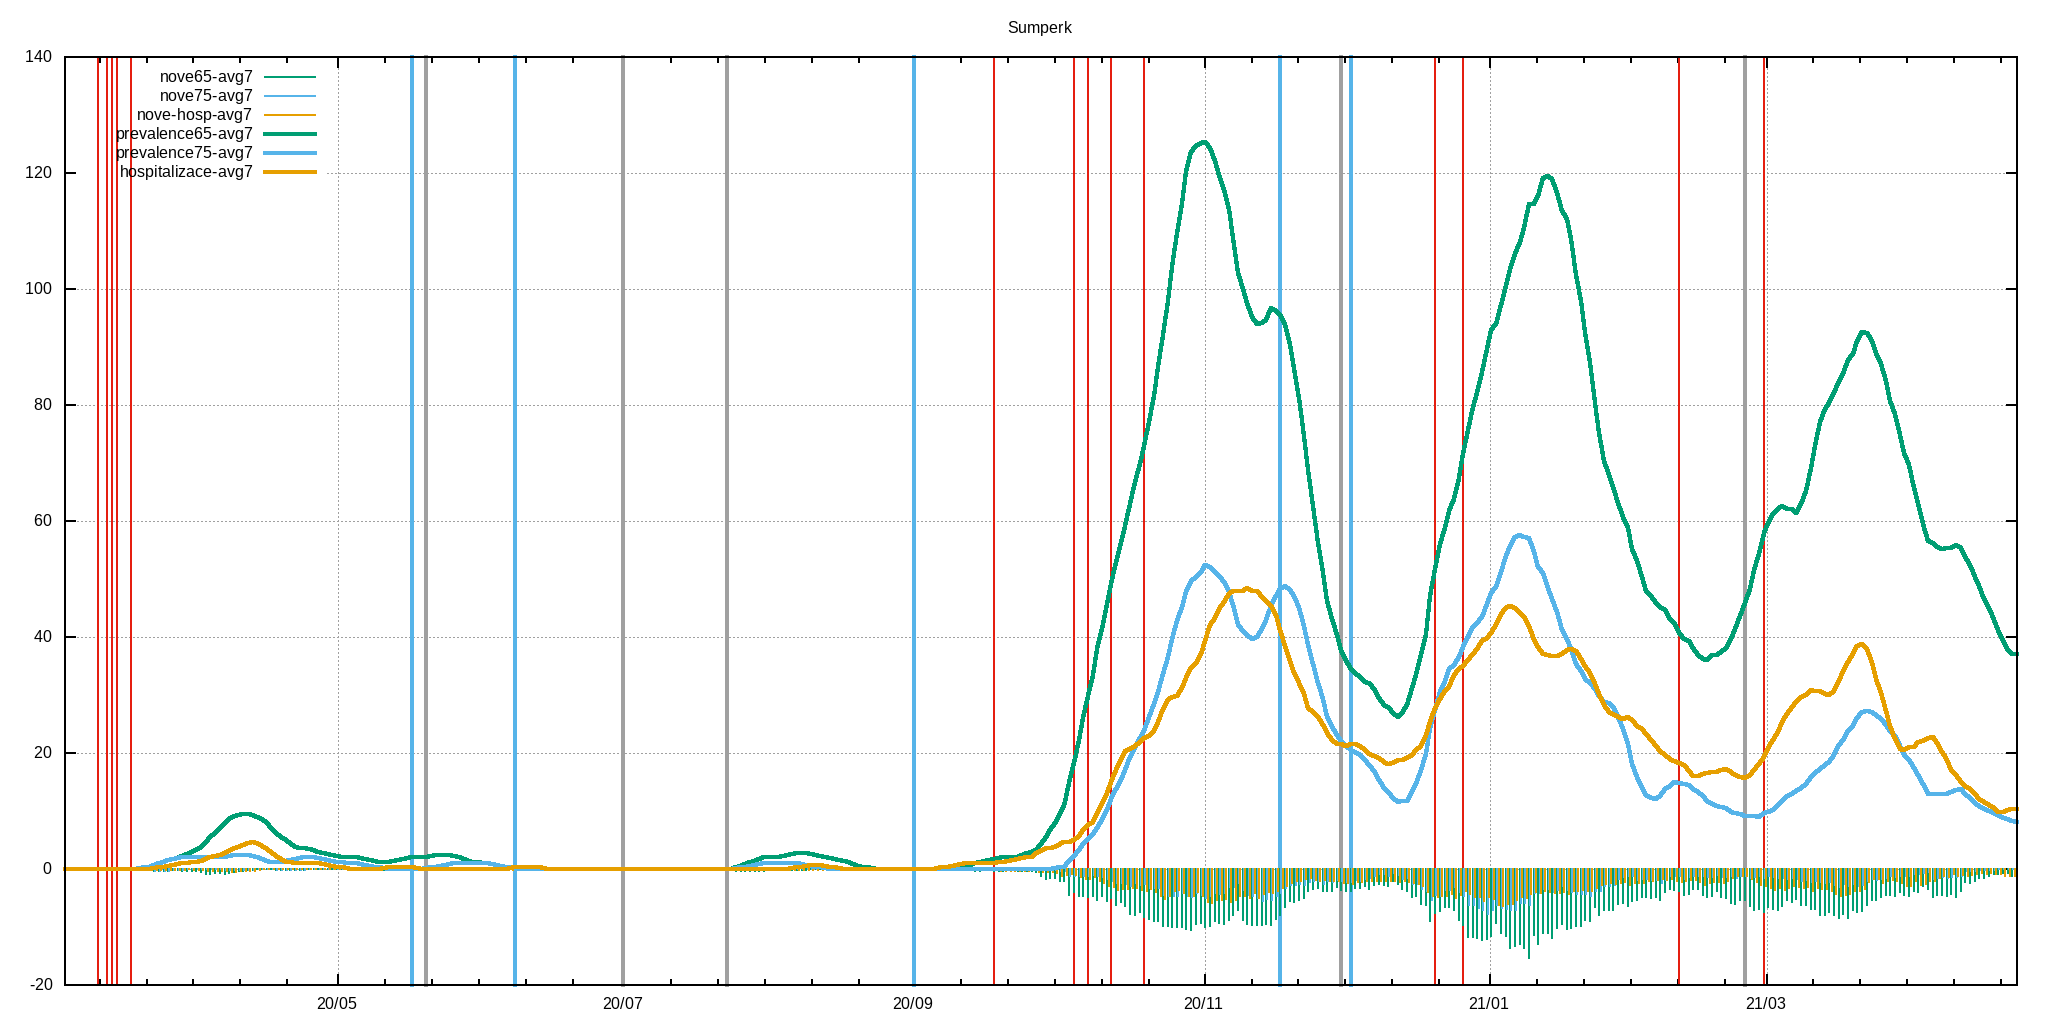 Sumperk
140
120
100
80
60
40
20
0
-20
nove65-avg7
nove75-avg7
nove-hosp-avg7
prevalence65-avg7
prevalence75-avg7
hospitalizace-avg7
20/05 20/07 20/09 20/11 21/01 21/03